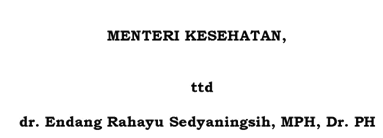 MENTERI KESEHATAN,
ttd
dr. Endang Rahayu Sedyaningsih, MPH, Dr. PH